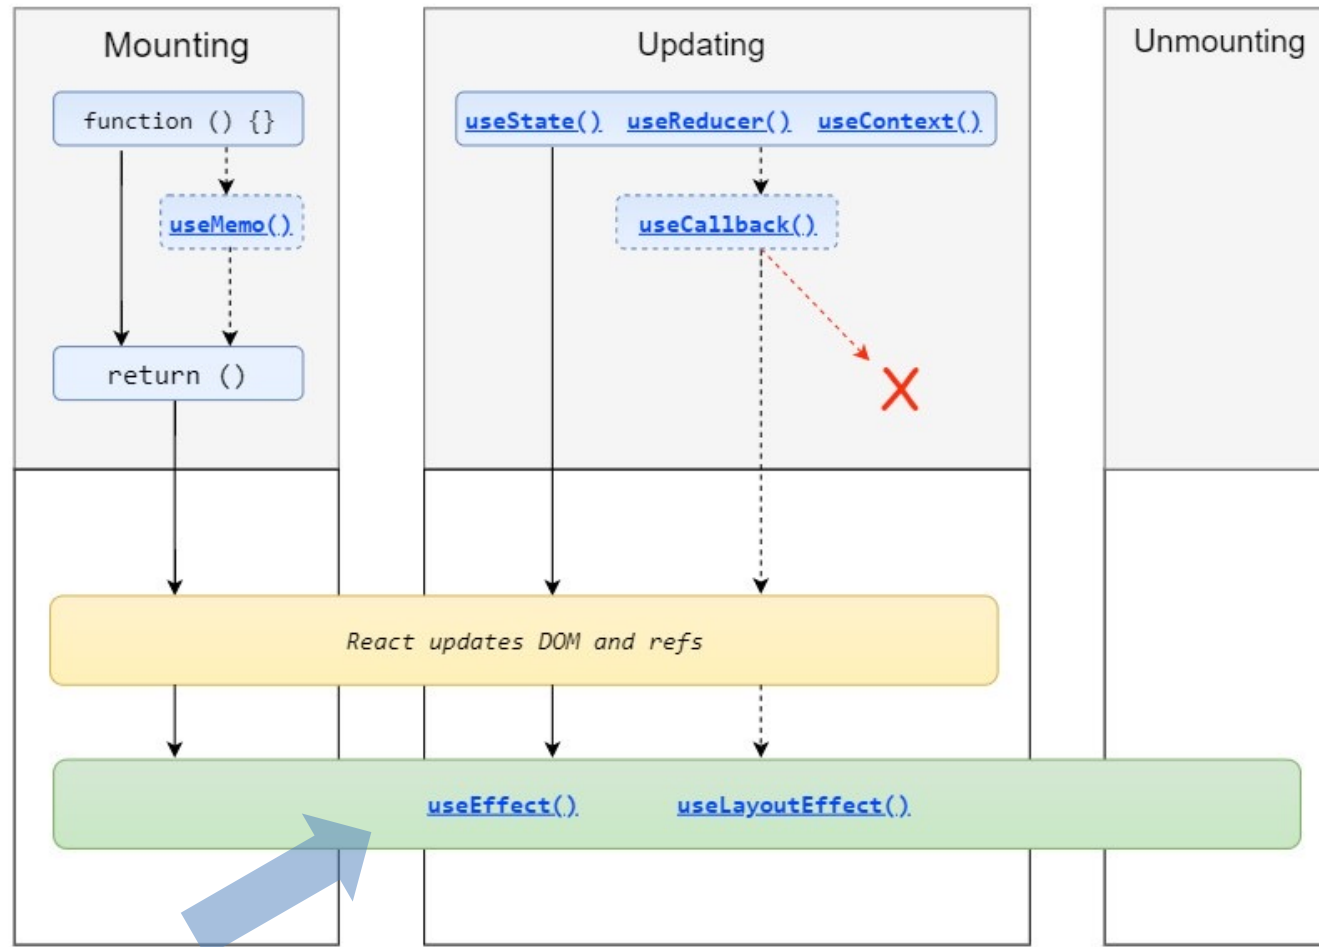 Mounting
Updating
Unmounting
function () {}
useState() useReducer() useContext()
useMemo()
useCallback()
return ()
React updates DOM and refs
useEffect() useLayoutEffect()